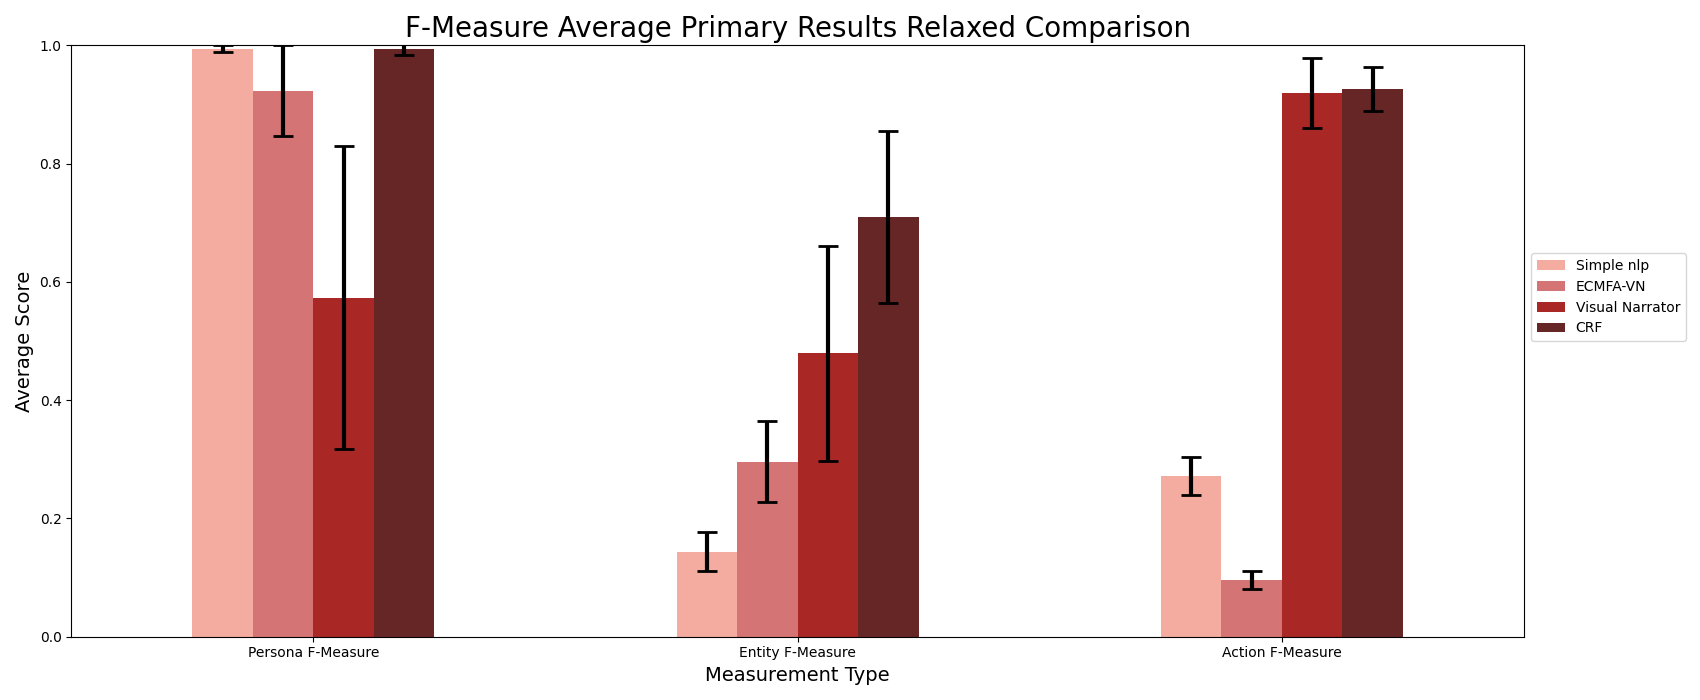 F-Measure Average Primary Results Relaxed Comparison
Average Score
1.0
0.8
0.6
0.4
0.2
0.0
Persona F-Measure
Entity F-Measure
Action F-Measure
Measurement Type
Simple nlp
ECMFA-VN
Visual Narrator
CRF